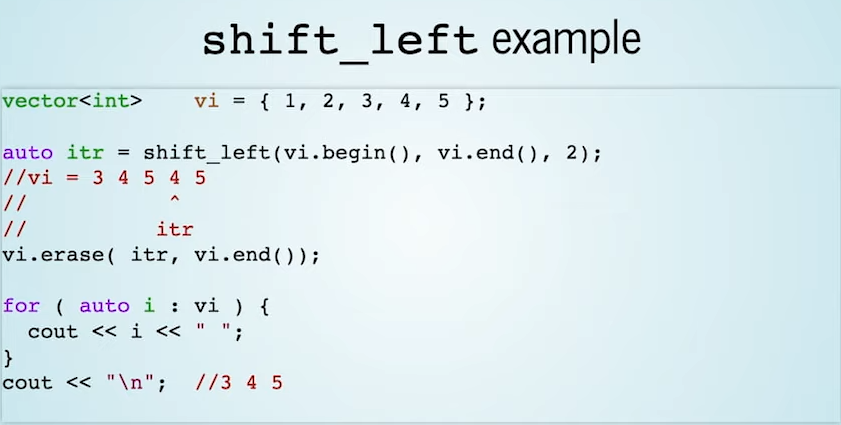 shift_left example
vector<int>    vi = { 1, 2, 3, 4, 5 };
auto itr = shift_left(vi.begin(), vi.end(), 2);
//vi = 3 4 5 4 5
//           ^
//          itr
vi.erase( itr, vi.end());
for ( auto i : vi ) {
  cout << i << " ";
}
cout << "\n";  //3 4 5